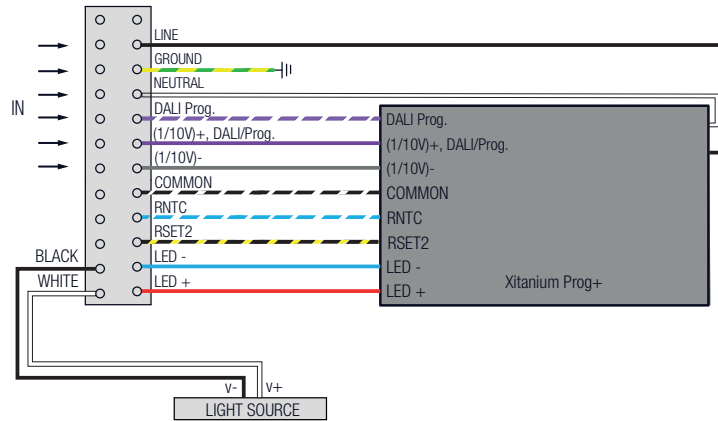 LINE
GROUND
NEUTRAL
IN
DALI Prog.
DALI Prog.
(1/10V)+, DALI/Prog.
(1/10V)+, DALI/Prog.
(1/10V)-
(1/10V)-
COMMON
COMMON
RNTC
RNTC
RSET2
RSET2
BLACK
LED -
LED -
WHITE
LED +
LED +
Xitanium Prog+
V-
V+
LIGHT SOURCE